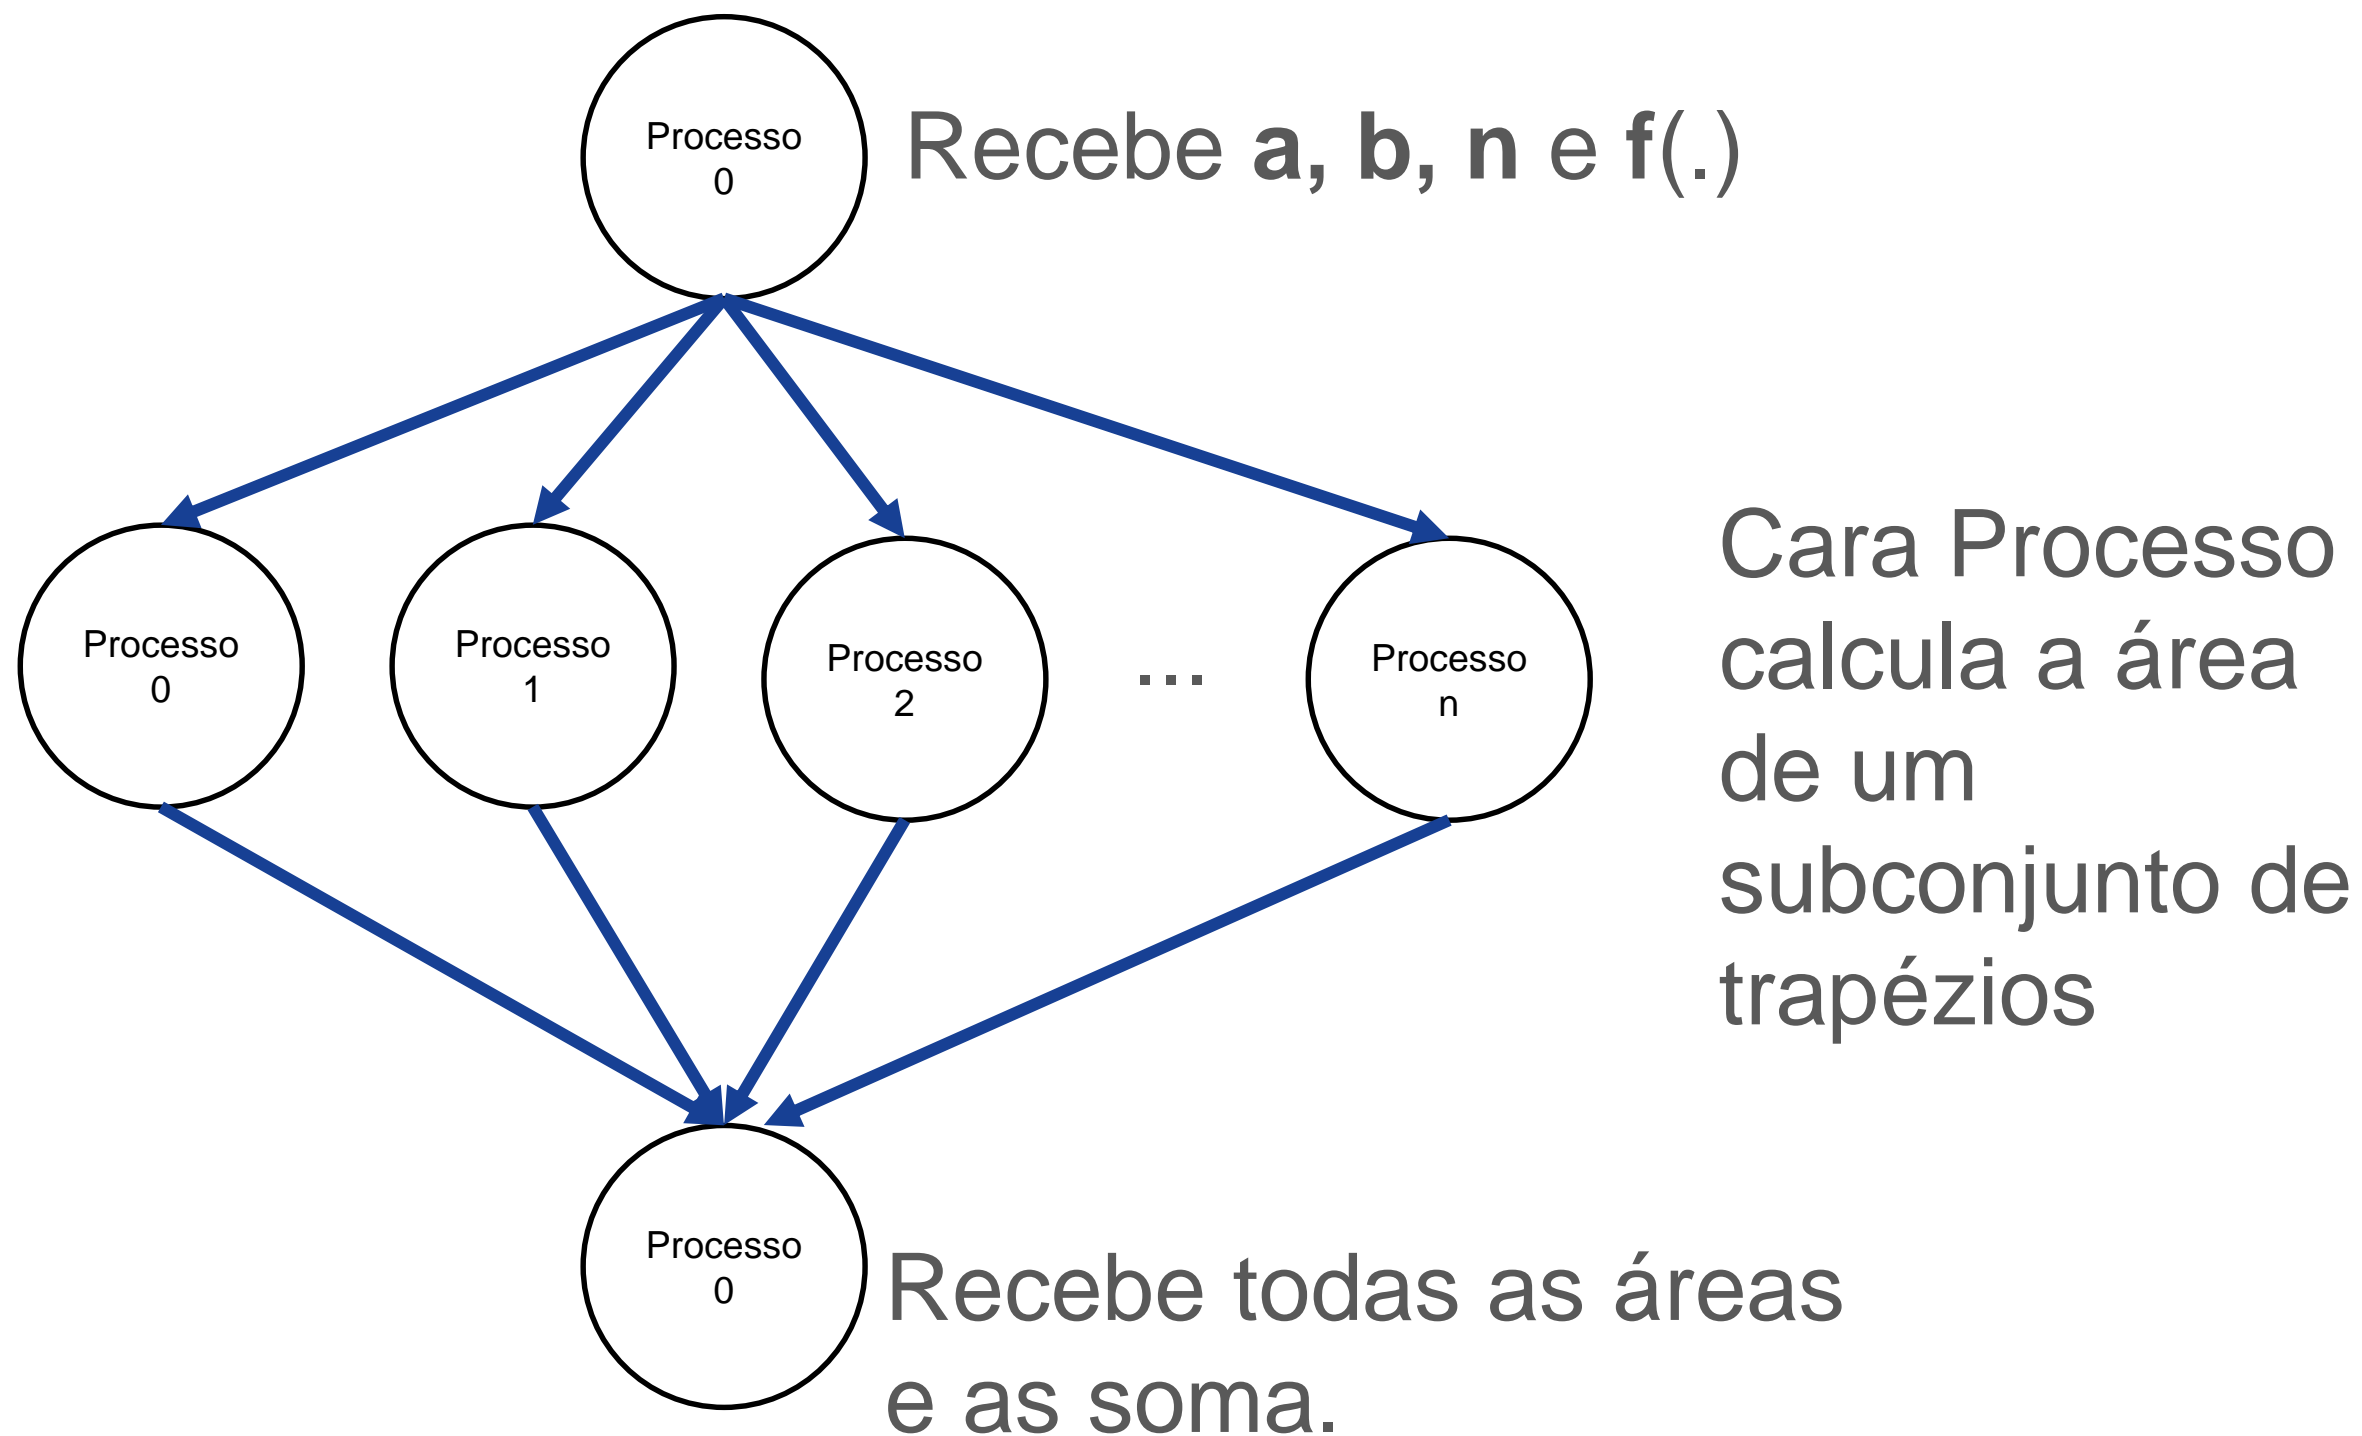 Processo
0
Recebe a, b, n e f(.)
Processo
0
Processo
1
Processo
2
...
Processo
n
Cara Processo
calcula a área
de um
subconjunto de
trapézios
Processo
0
Recebe todas as áreas
e as soma.